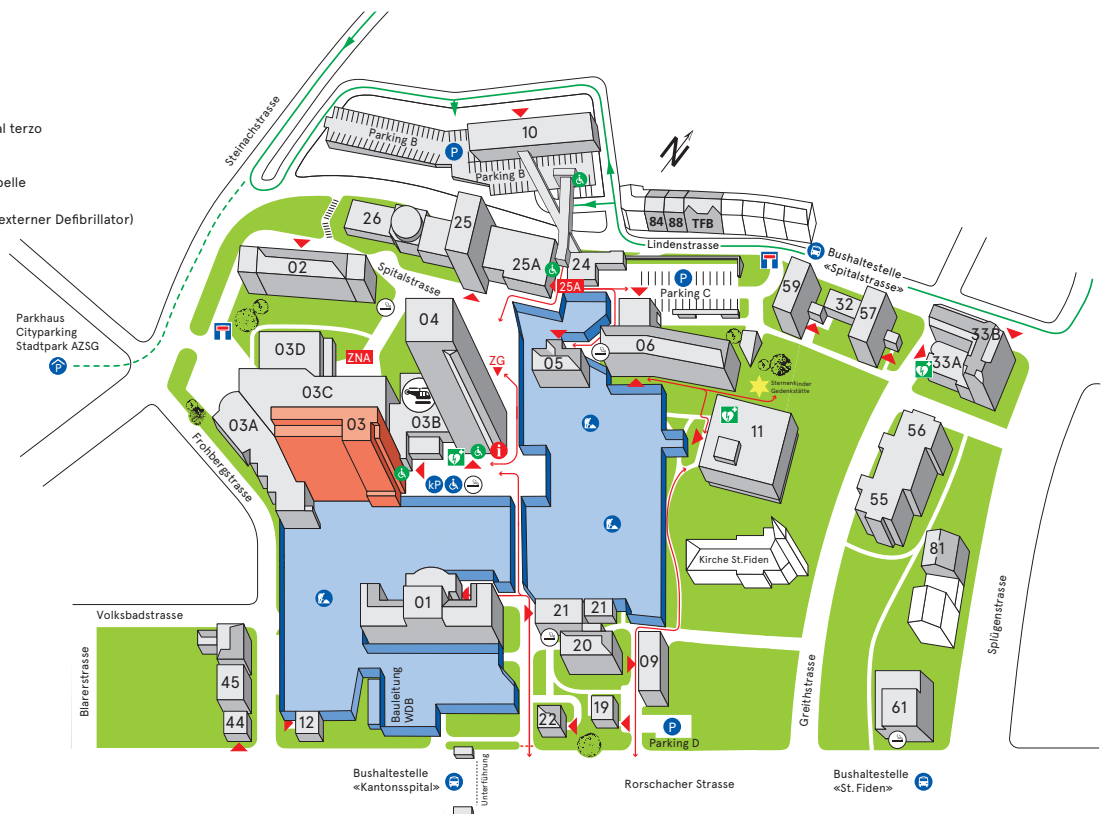 al terzo
pelle
externer Defibrillator)
Steinachstrasse
Parking B
P
10
Parking B
N
84 88 TFB
Lindenstrasse
Bushaltestelle
«Spitalstrasse»
26
25
25A
24
25A
02
Spitalstrasse
P
Parking C
59
32
57
33B
33A
Parkhaus
Cityparking
Stadtpark AZSG
P
04
03D
ZNA
ZG
05
06
Sternenkinder
Gedenkstätte
03C
03
03B
03A
i
kP
11
56
55
Frohbergstrasse
Kirche St.Fiden
81
01
21
21
20
09
Volksbadstrasse
Blarerstrasse
45
44
12
Bauleitung
WDB
22
19
P
Parking D
Greithstrasse
Splügenstrasse
61
Bushaltestelle
«Kantonsspital»
Unterführung
Rorschacher Strasse
Bushaltestelle
«St. Fiden»